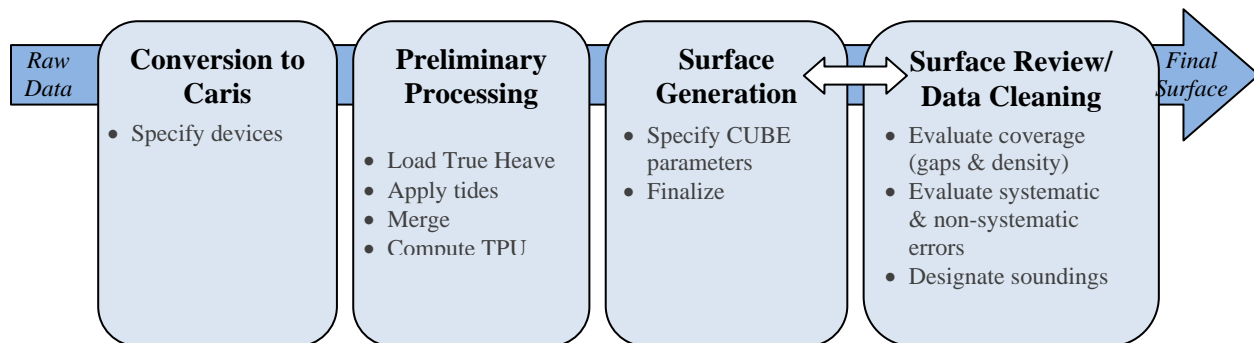 Raw
Data
Conversion to
Caris
• Specify devices
Preliminary
Processing
• Load True Heave
• Apply tides
• Merge
• Compute TPU
Surface
Generation
• Specify CUBE
parameters
• Finalize
Surface Review/
Data Cleaning
• Evaluate coverage
(gaps & density)
• Evaluate systematic
& non-systematic
errors
• Designate soundings
Final
Surface